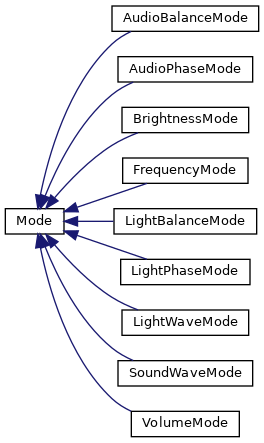 AudioBalanceMode
AudioPhaseMode
BrightnessMode
FrequencyMode
Mode
LightBalanceMode
LightPhaseMode
LightWaveMode
SoundWaveMode
VolumeMode